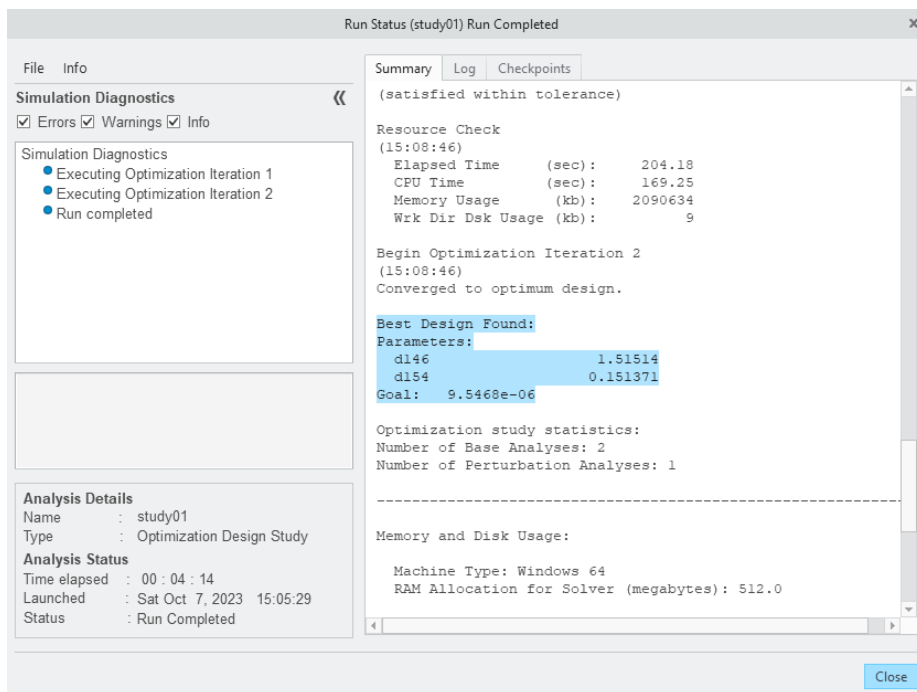 Run Status (study01) Run Completed
x
File Info
Simulation Diagnostics
Errors Warnings Info
Simulation Diagnostics
Executing Optimization Iteration 1
Executing Optimization Iteration 2
Run completed
Analysis Details
Name : study01
Type : Optimization Design Study
Analysis Status
Time elapsed : 00 : 04 : 14
Launched : Sat Oct 7, 2023 15:05:29
Status : Run Completed
Summary Log Checkpoints
(satisfied within tolerance)
Resource Check
(15:08:46)
Elapsed Time (sec): 204.18
CPU Time (sec): 169.25
Memory Usage (kb): 2090634
Wrk Dir Dsk Usage (kb): 9
Begin Optimization Iteration 2
(15:08:46)
Converged to optimum design.
Best Design Found:
Parameters:
d146 1.51514
d154 0.151371
Goal: 9.5468e-06
Optimization study statistics:
Number of Base Analyses: 2
Number of Perturbation Analyses: 1
------------------------------------------------------------
Memory and Disk Usage:
Machine Type: Windows 64
RAM Allocation for Solver (megabytes): 512.0
Close